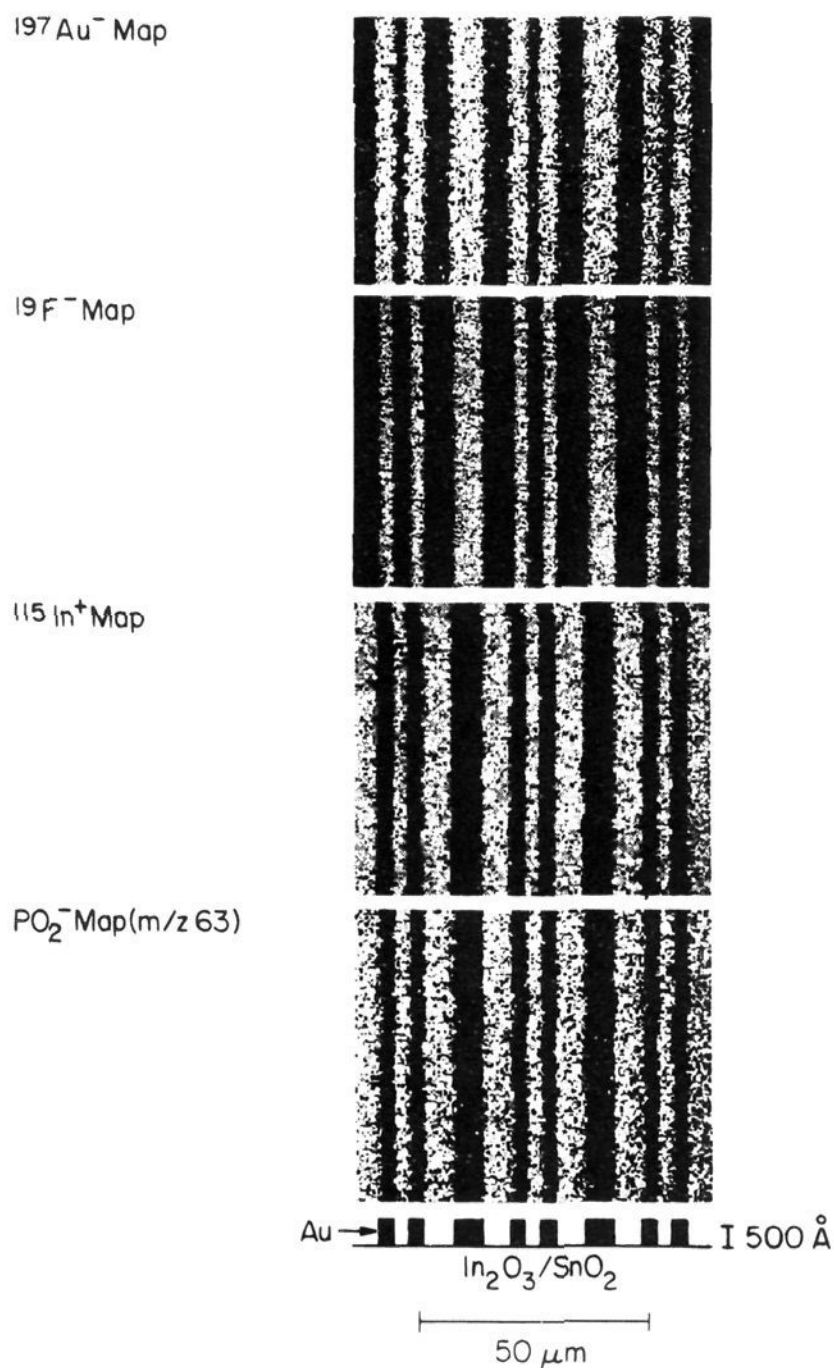 197 Au⁻ Map
19 F⁻ Map
115 In⁺ Map
PO₂⁻ Map (m/z 63)
Au
500 Å
In₂O₃/SnO₂
50 μm